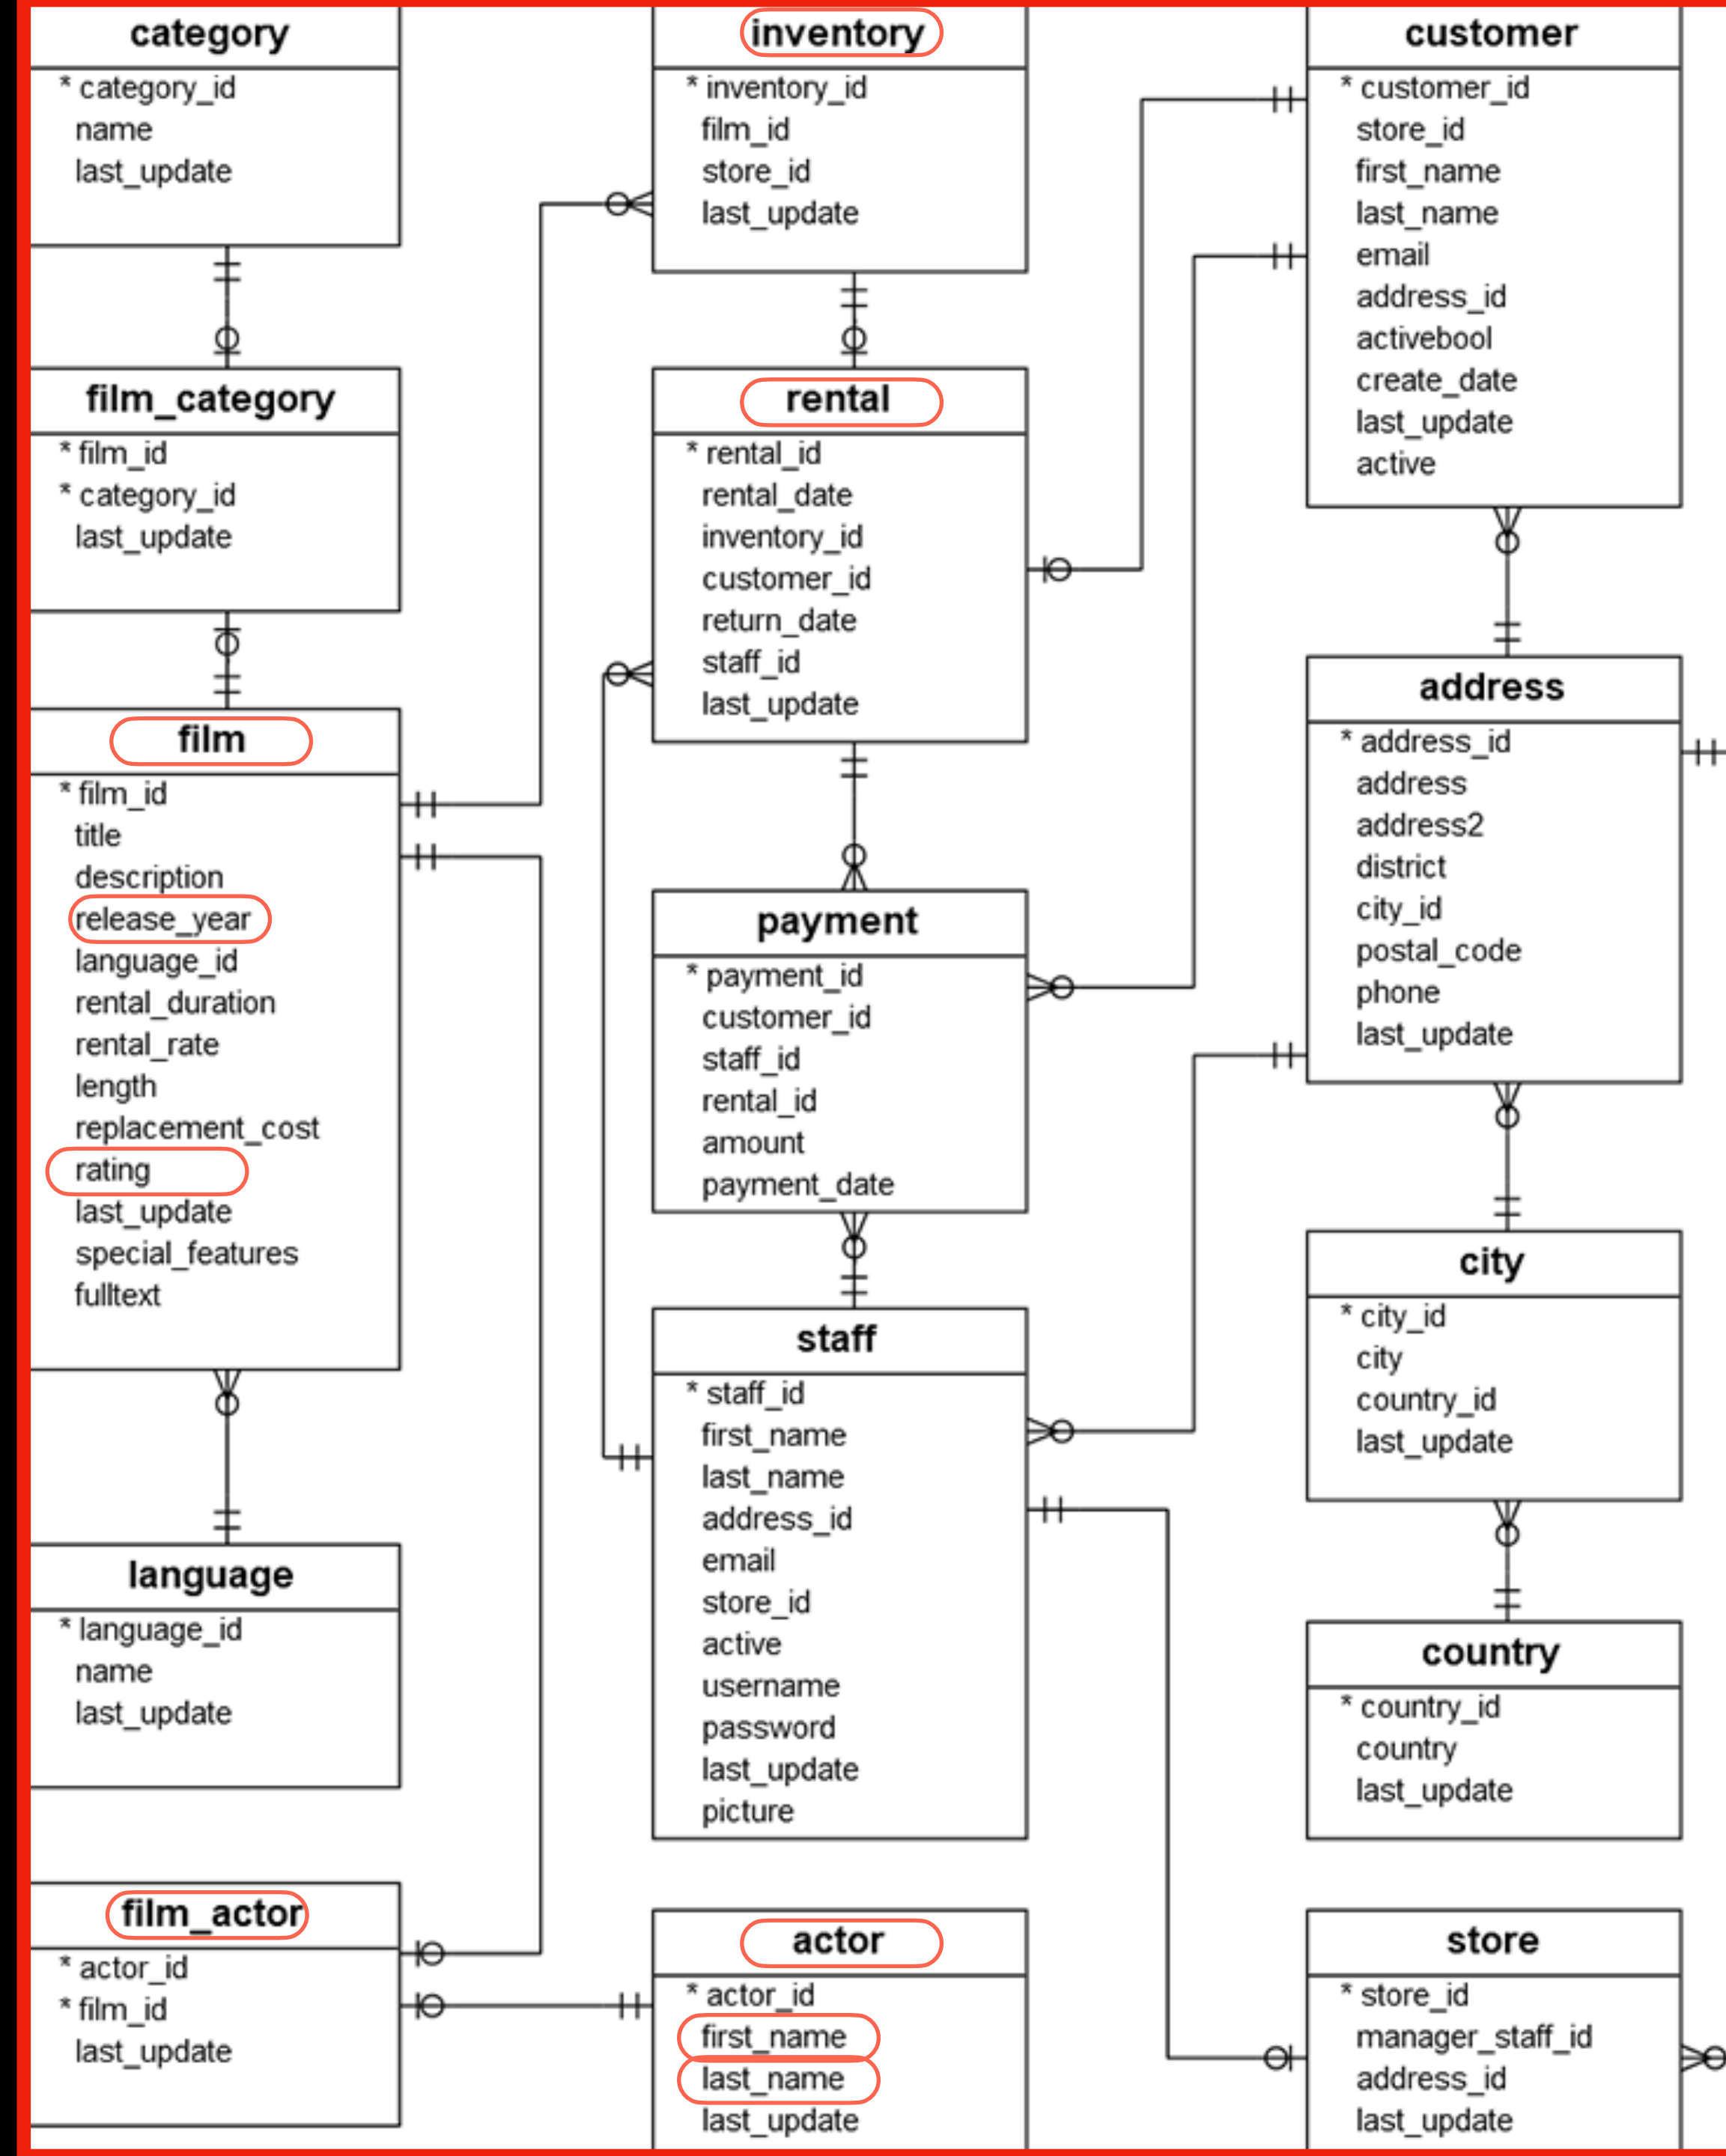 category
* category_id
name
last_update
film_category
* film_id
* category_id
last_update
film
* film_id
title
description
release_year
language_id
rental_duration
rental_rate
length
replacement_cost
rating
last_update
special_features
fulltext
language
* language_id
name
last_update
film_actor
* actor_id
* film_id
last_update
inventory
* inventory_id
film_id
store_id
last_update
rental
* rental_id
rental_date
inventory_id
customer_id
return_date
staff_id
last_update
payment
* payment_id
customer_id
staff_id
rental_id
amount
payment_date
staff
* staff_id
first_name
last_name
address_id
email
store_id
active
username
password
last_update
picture
actor
* actor_id
first_name
last_name
last_update
customer
* customer_id
store_id
first_name
last_name
email
address_id
activebool
create_date
last_update
active
address
* address_id
address
address2
district
city_id
postal_code
phone
last_update
city
* city_id
city
country_id
last_update
country
* country_id
country
last_update
store
* store_id
manager_staff_id
address_id
last_update